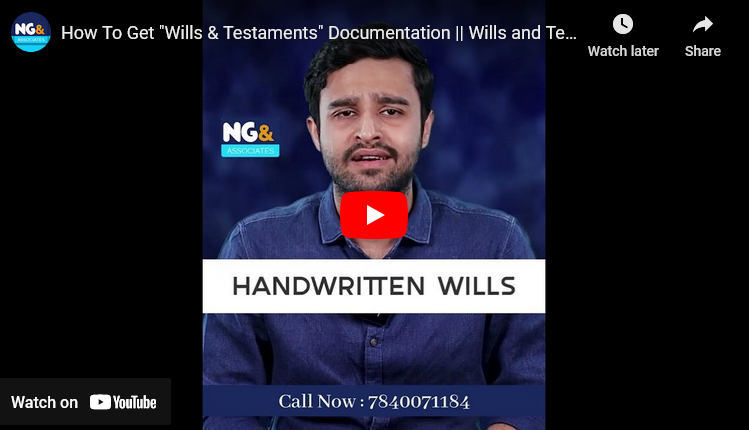 NG&
ASSOCIATES
How To Get "Wills & Testaments" Documentation || Wills and Te...
Watch later
Share
NG&
ASSOCIATES
HANDWRITTEN WILLS
Call Now : 7840071184
Watch on YouTube